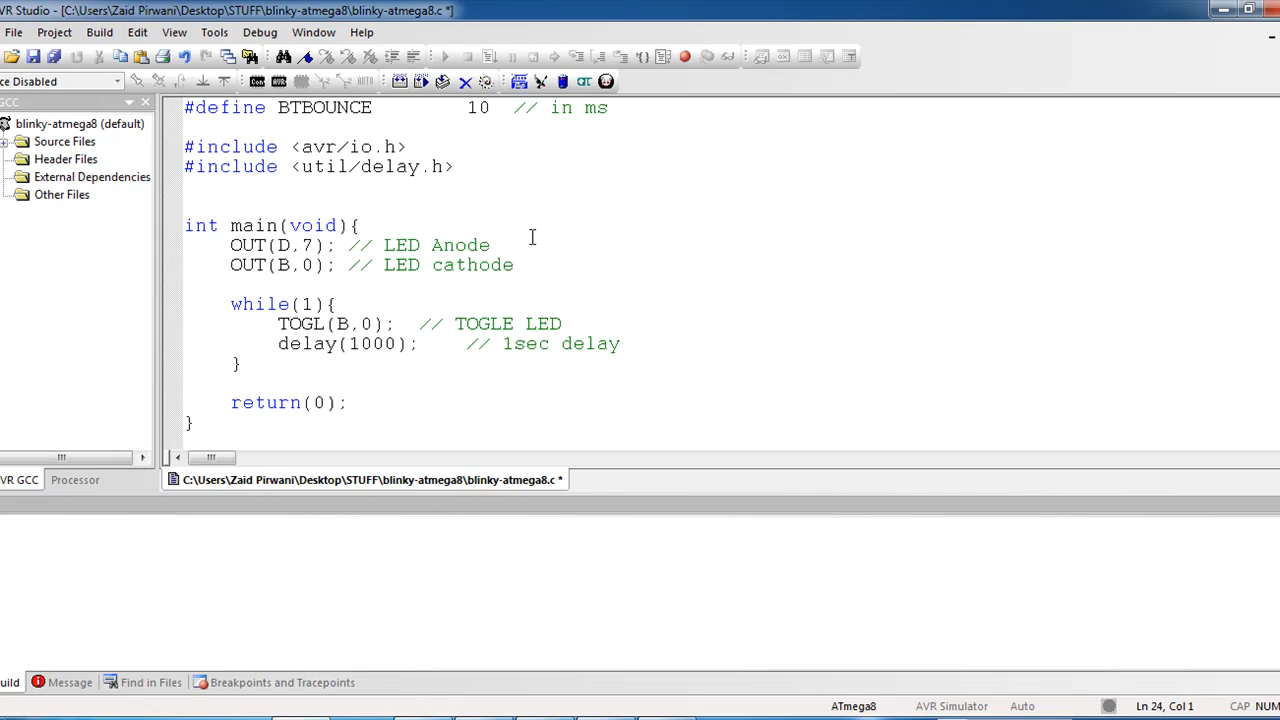 VR Studio - [C:\Users\Zaid Pirwani\Desktop\STUFF\blinky-atmega8\blinky-atmega8.c *]
File Project Build Edit View Tools Debug Window Help
ce Disabled
Con AVR AUTO
GCC
blinky-atmega8 (default)
Source Files
Header Files
External Dependencies
Other Files
#define BTBOUNCE 10 // in ms
#include <avr/io.h>
#include <util/delay.h>
int main(void){
OUT(D,7); // LED Anode
OUT(B,0); // LED cathode
while(1){
TOGL(B,0); // TOGLE LED
delay(1000); // 1sec delay
}
return(0);
}
VR GCC Processor
C:\Users\Zaid Pirwani\Desktop\STUFF\blinky-atmega8\blinky-atmega8.c *
uild Message Find in Files Breakpoints and Tracepoints
ATmega8 AVR Simulator Auto Ln 24, Col 1 CAP NUM